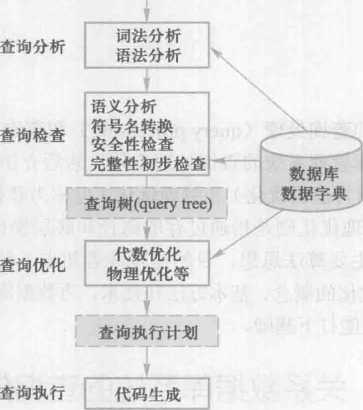 查询分析
词法分析
语法分析
查询检查
语义分析
符号名转换
安全性检查
完整性初步检查
数据库
数据字典
查询树(query tree)
查询优化
代数优化
物理优化等
查询执行计划
查询执行
代码生成